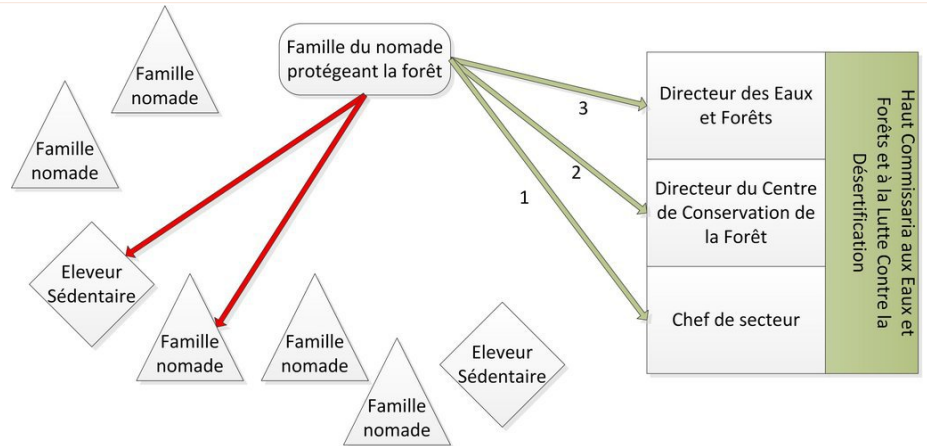 Famille du nomade
protégeant la forêt
Famille
nomade
Famille
nomade
Eleveur
Sédentaire
Famille
nomade
Famille
nomade
Famille
nomade
Eleveur
Sédentaire
3
2
1
Directeur des Eaux
et Forêts
Directeur du Centre
de Conservation de
la Forêt
Chef de secteur
Haut Commissaria aux Eaux et
Forêts et à la Lutte Contre la
Désertification